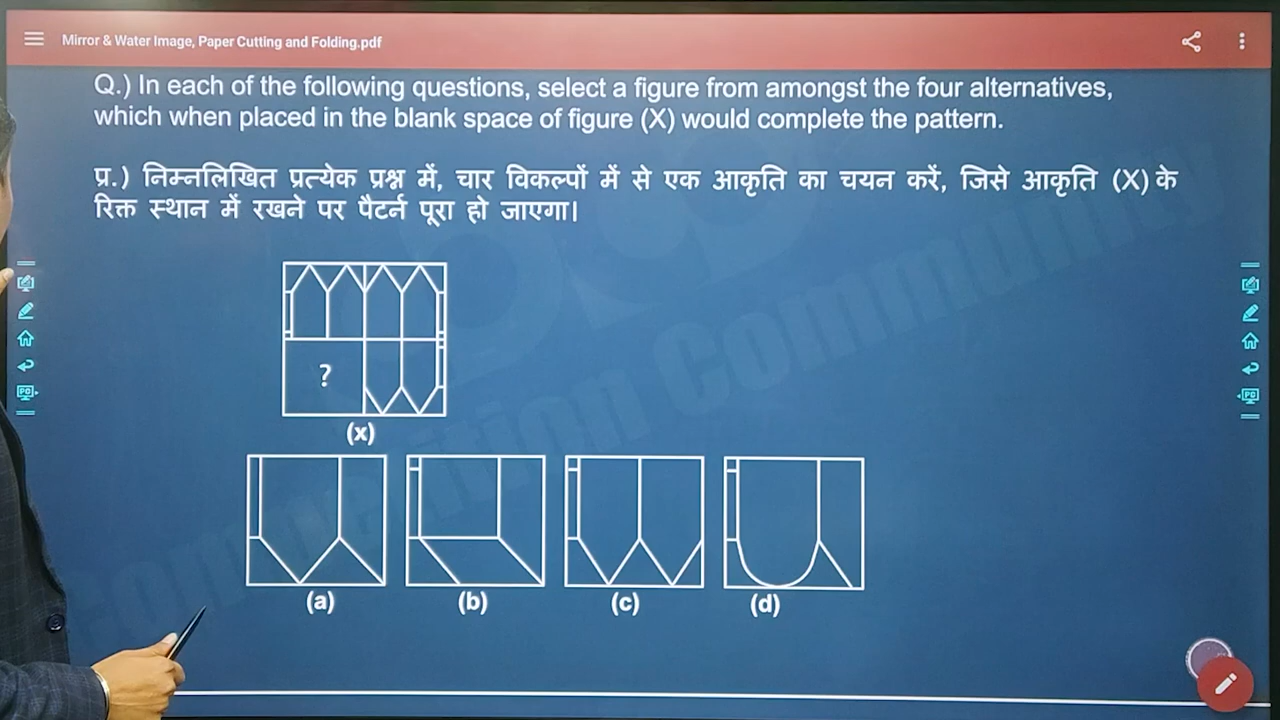 Mirror & Water Image, Paper Cutting and Folding.pdf
Q.) In each of the following questions, select a figure from amongst the four alternatives,
which when placed in the blank space of figure (X) would complete the pattern.
प्र.) निम्नलिखित प्रत्येक प्रश्न में, चार विकल्पों में से एक आकृति का चयन करें, जिसे आकृति (X) के
रिक्त स्थान में रखने पर पैटर्न पूरा हो जाएगा।
?
(x)
(a) (b) (c) (d)